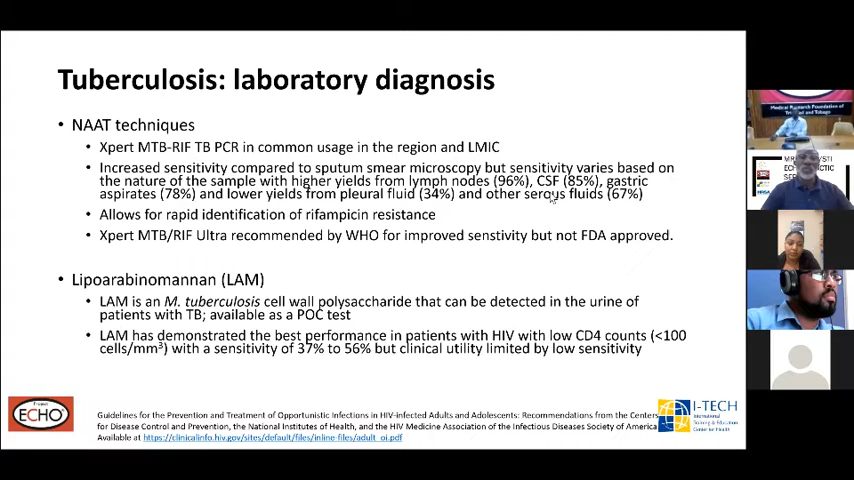 Tuberculosis: laboratory diagnosis
• NAAT techniques
• Xpert MTB-RIF TB PCR in common usage in the region and LMIC
• Increased sensitivity compared to sputum smear microscopy but sensitivity varies based on
the nature of the sample with higher yields from lymph nodes (96%), CSF (85%), gastric
aspirates (78%) and lower yields from pleural fluid (34%) and other serous fluids (67%)
• Allows for rapid identification of rifampicin resistance
• Xpert MTB/RIF Ultra recommended by WHO for improved senstivity but not FDA approved.
• Lipoarabinomannan (LAM)
• LAM is an M. tuberculosis cell wall polysaccharide that can be detected in the urine of
patients with TB; available as a POC test
• LAM has demonstrated the best performance in patients with HIV with low CD4 counts (<100
cells/mm³) with a sensitivity of 37% to 56% but clinical utility limited by low sensitivity
Project
ECHO
Guidelines for the Prevention and Treatment of Opportunistic Infections in HIV-infected Adults and Adolescents: Recommendations from the Centers
for Disease Control and Prevention, the National Institutes of Health, and the HIV Medicine Association of the Infectious Diseases Society of America
Available at https://clinicalinfo.hiv.gov/sites/default/files/inline-files/adult_oi.pdf
I-TECH
International
Training & Education
Center for Health
Medical Research Foundation of
Trinidad and Tobago